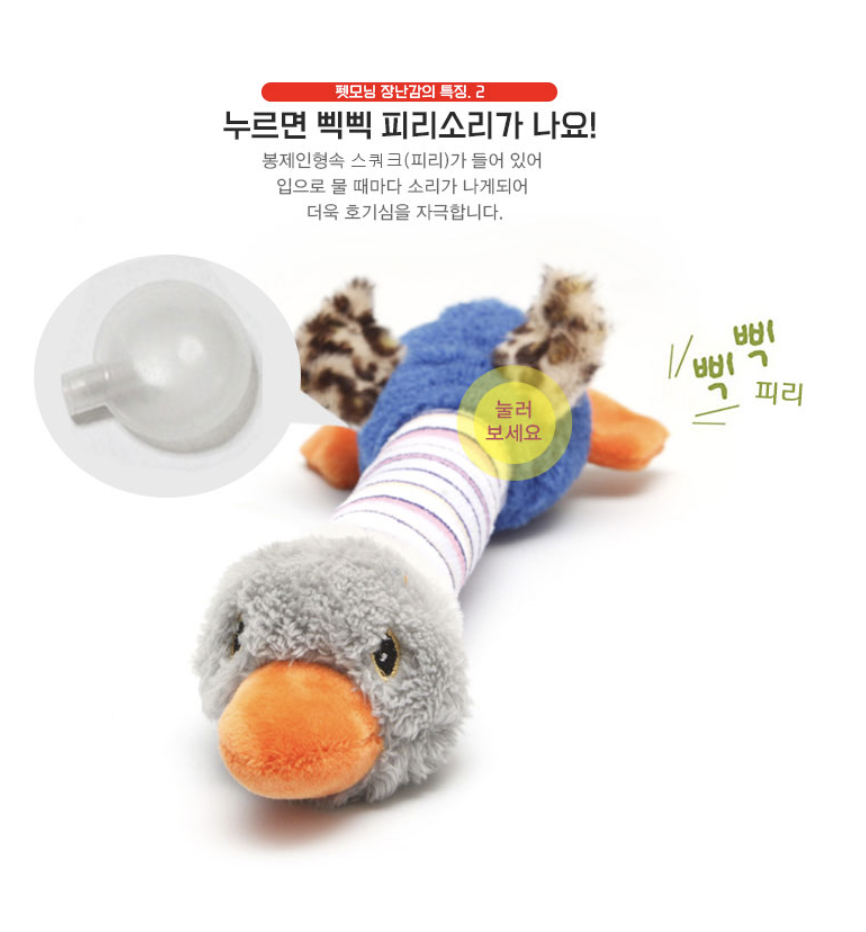 펫모닝 장난감의 특징. 2
누르면 삑삑 피리소리가 나요!
봉제인형속 스쿼크(피리)가 들어 있어
입으로 물 때마다 소리가 나게되어
더욱 호기심을 자극합니다.
눌러
보세요
삑
삑
피리